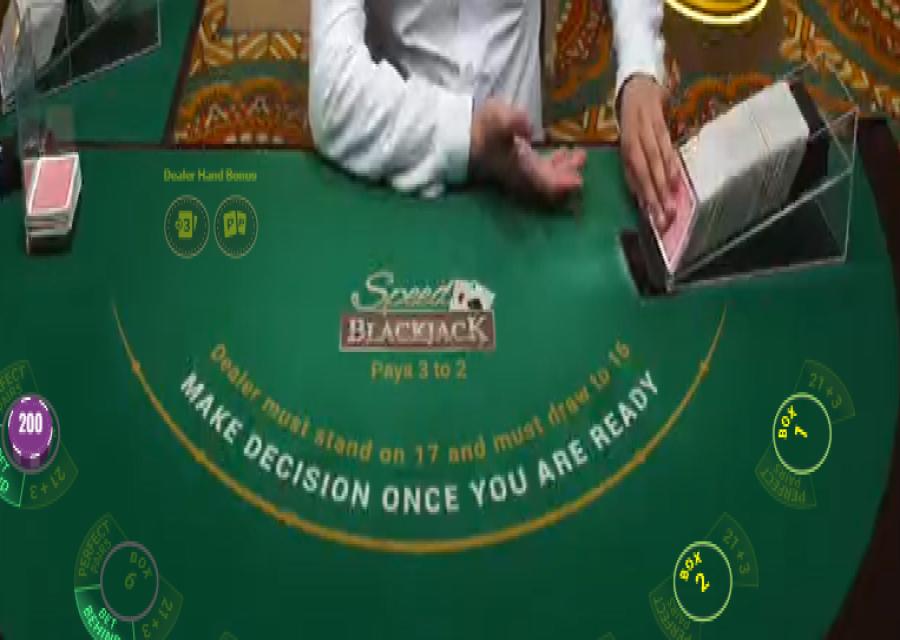 Dealer Hand Bonus
Speed
BLACKJACK
Pays 3 to 2
Dealer must stand on 17 and must draw to 16
MAKE DECISION ONCE YOU ARE READY
200
21+3
21+3
BOX
1
PERFECT
PAIRS
PERFECT
PAIRS
BOX
6
BET
BEHIND
21+3
21+3
BOX
2
PERFECT